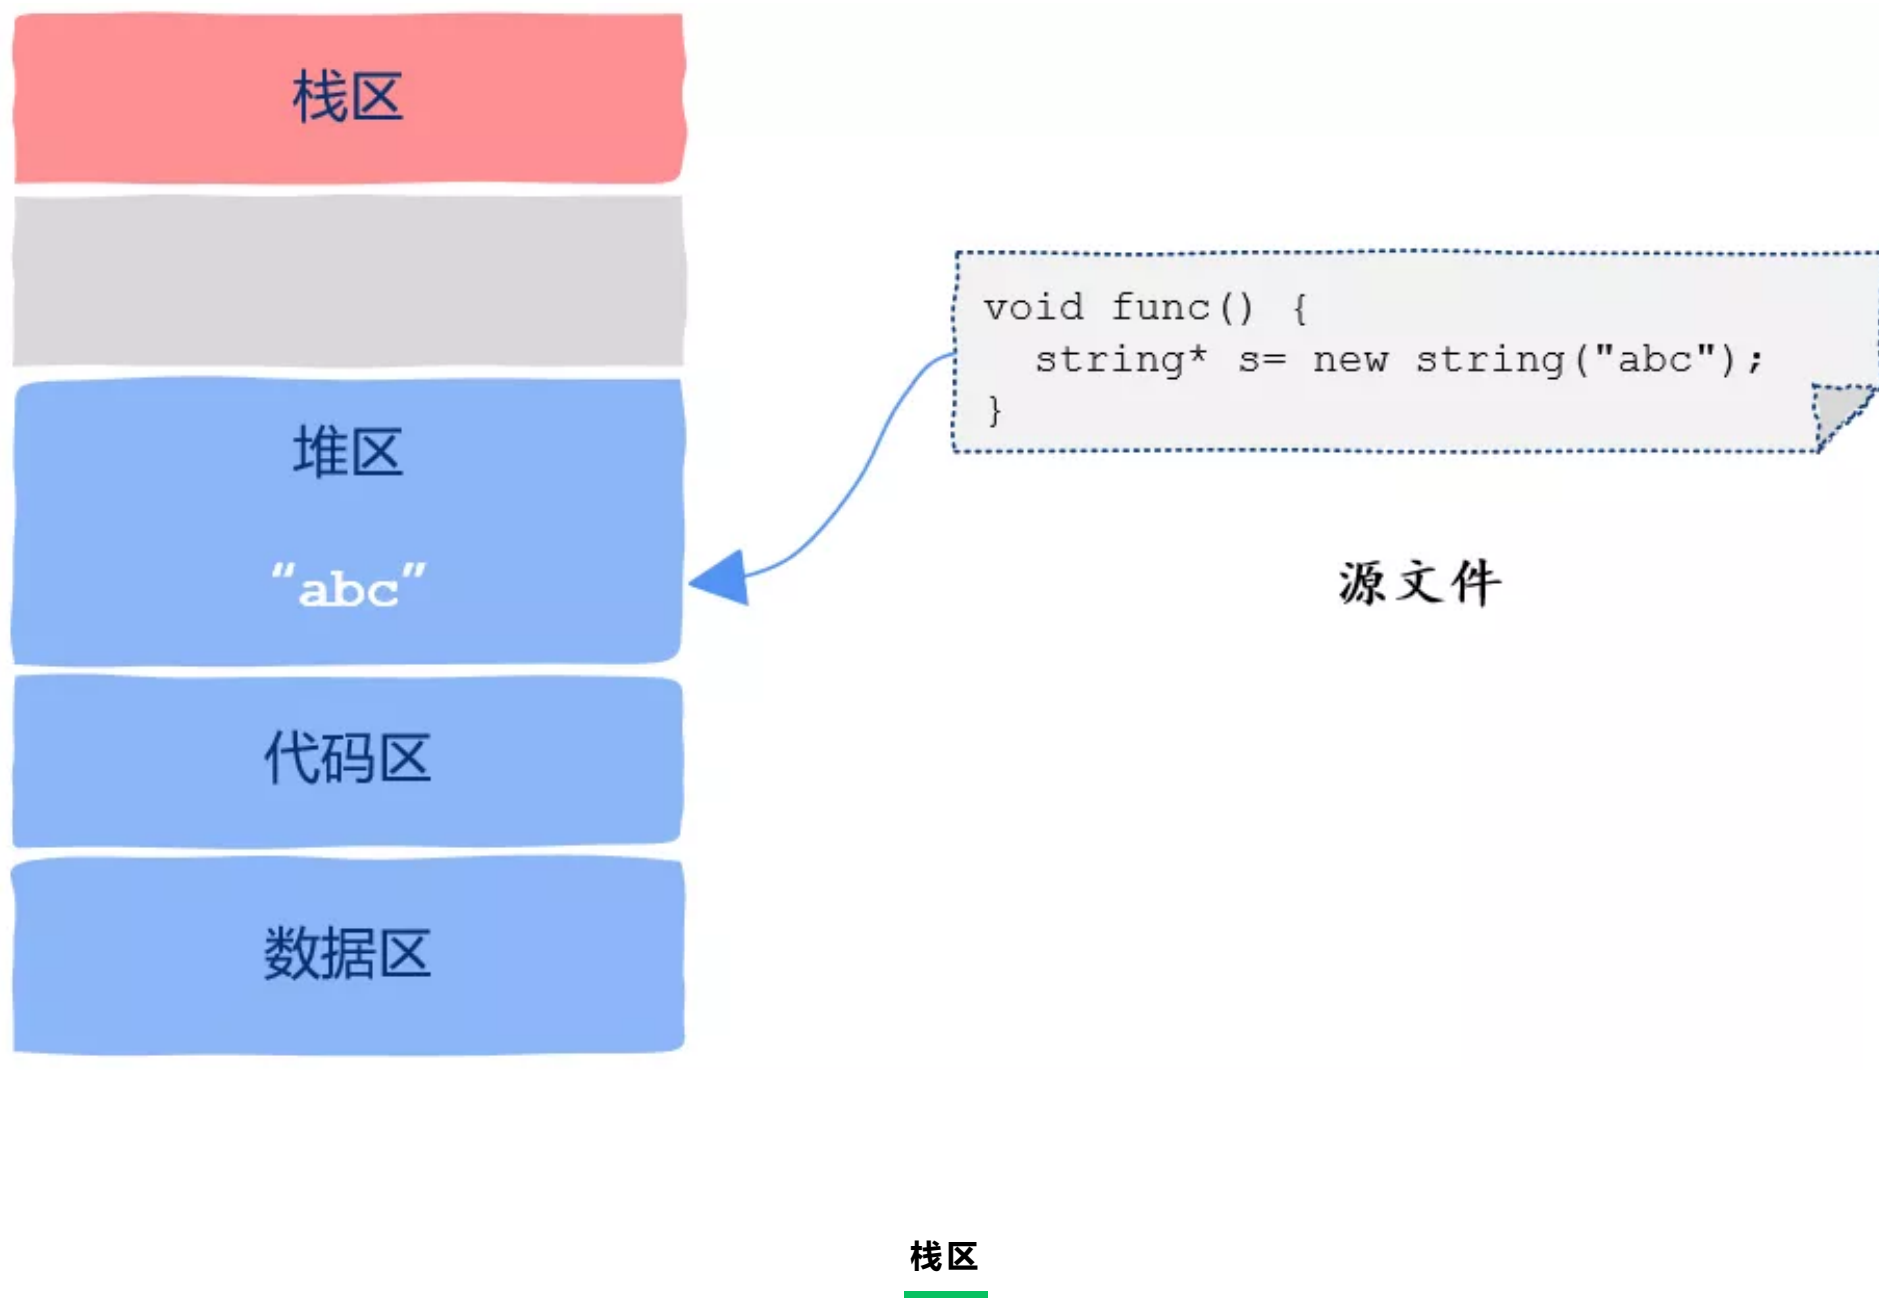 栈区
堆区
“abc”
代码区
数据区
void func() {
  string* s= new string("abc");
}
源文件
栈区